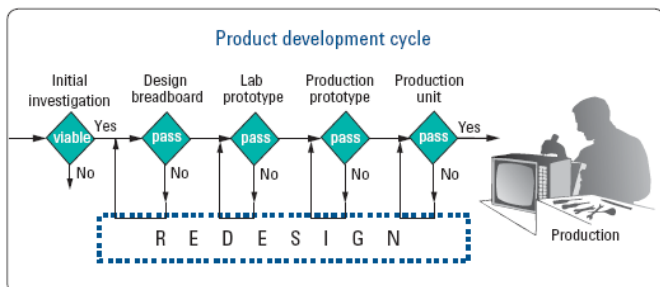 Product development cycle
Initial
investigation
Design
breadboard
Lab
prototype
Production
prototype
Production
unit
viable
Yes
pass
pass
pass
pass
Yes
No
No
No
No
No
R E D E S I G N
Production